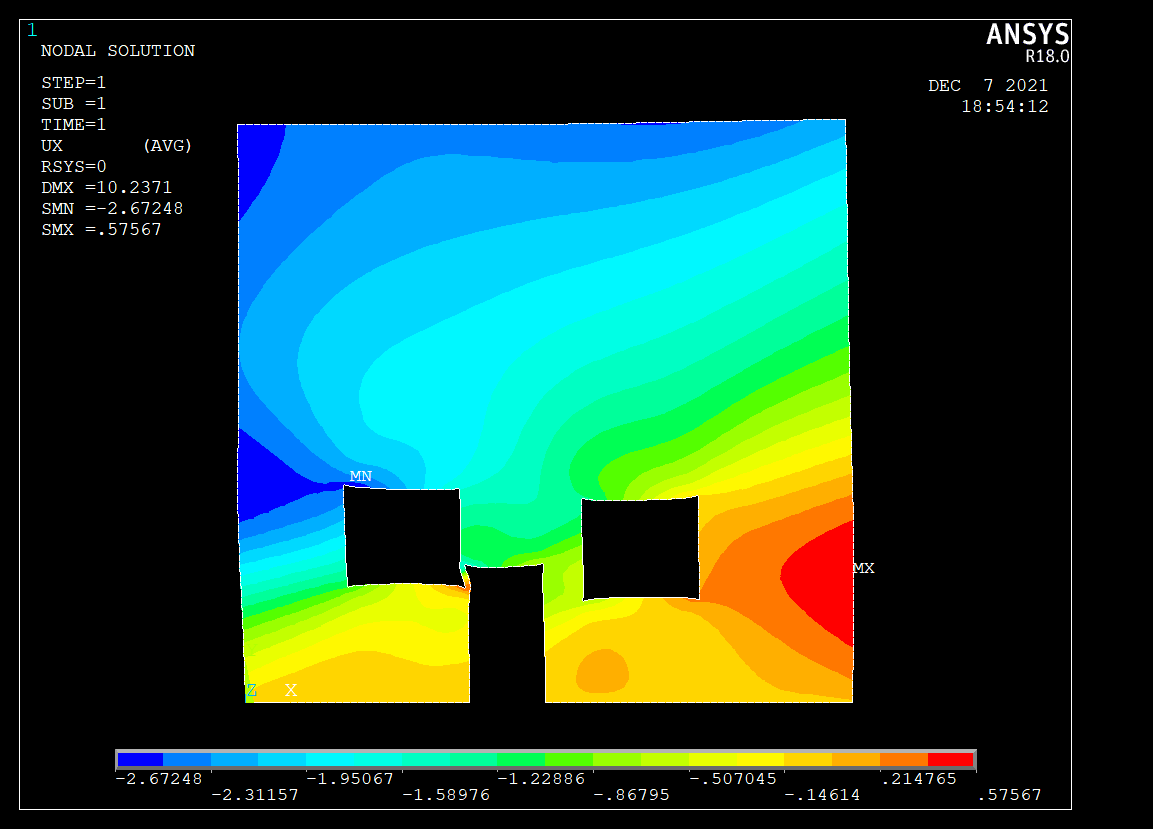 1
NODAL SOLUTION
ANSYS
R18.0
STEP=1
SUB =1
TIME=1
UX (AVG)
RSYS=0
DMX =10.2371
SMN =-2.67248
SMX =.57567
DEC 7 2021
18:54:12
MN
MX
Z X
-2.67248 -1.95067 -1.22886 -.507045 .214765
-2.31157 -1.58976 -.86795 -.14614 .57567